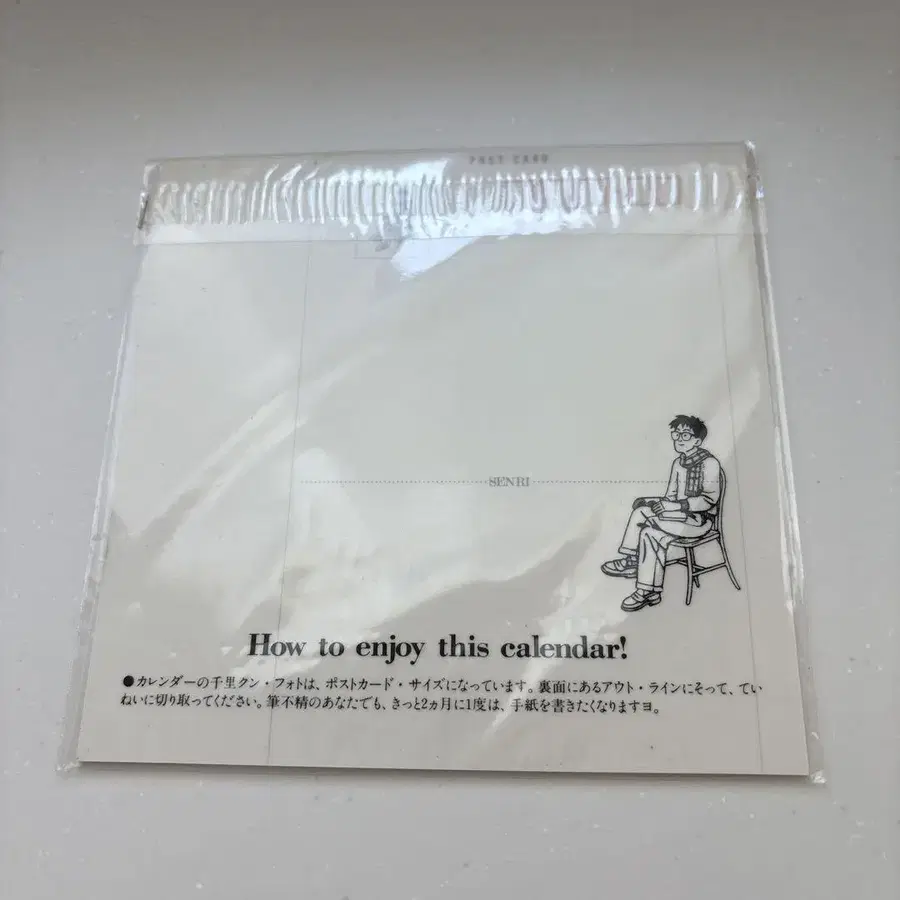 POST CARD
SENRI
How to enjoy this calendar!
●カレンダーの千里クン・フォトは、ポストカード・サイズになっています。裏面にあるアウト・ラインにそって、てい
ねいに切り取ってください。筆不精のあなたでも、きっと2ヵ月に1度は、手紙を書きたくなりますヨ。